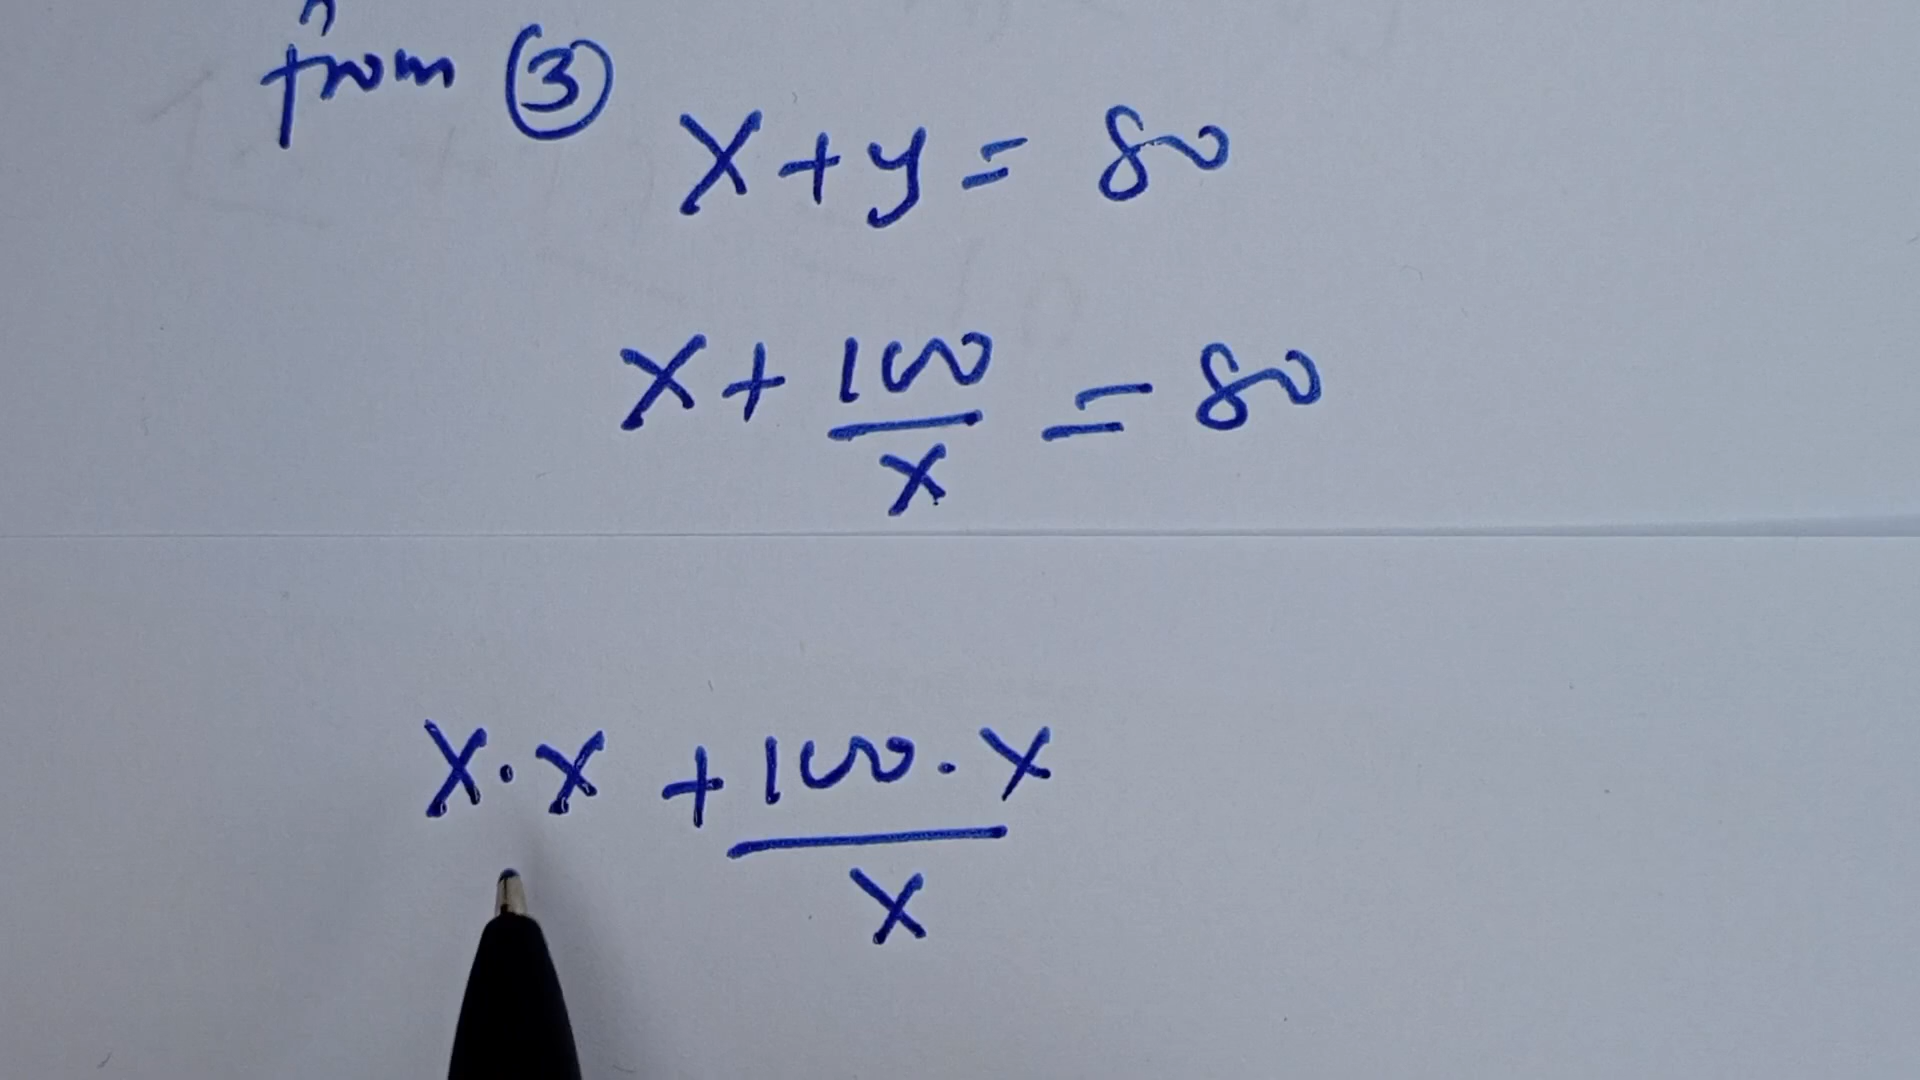 from ③
x + y = 80
x + 100/x = 80
x · x + 100 · x / x